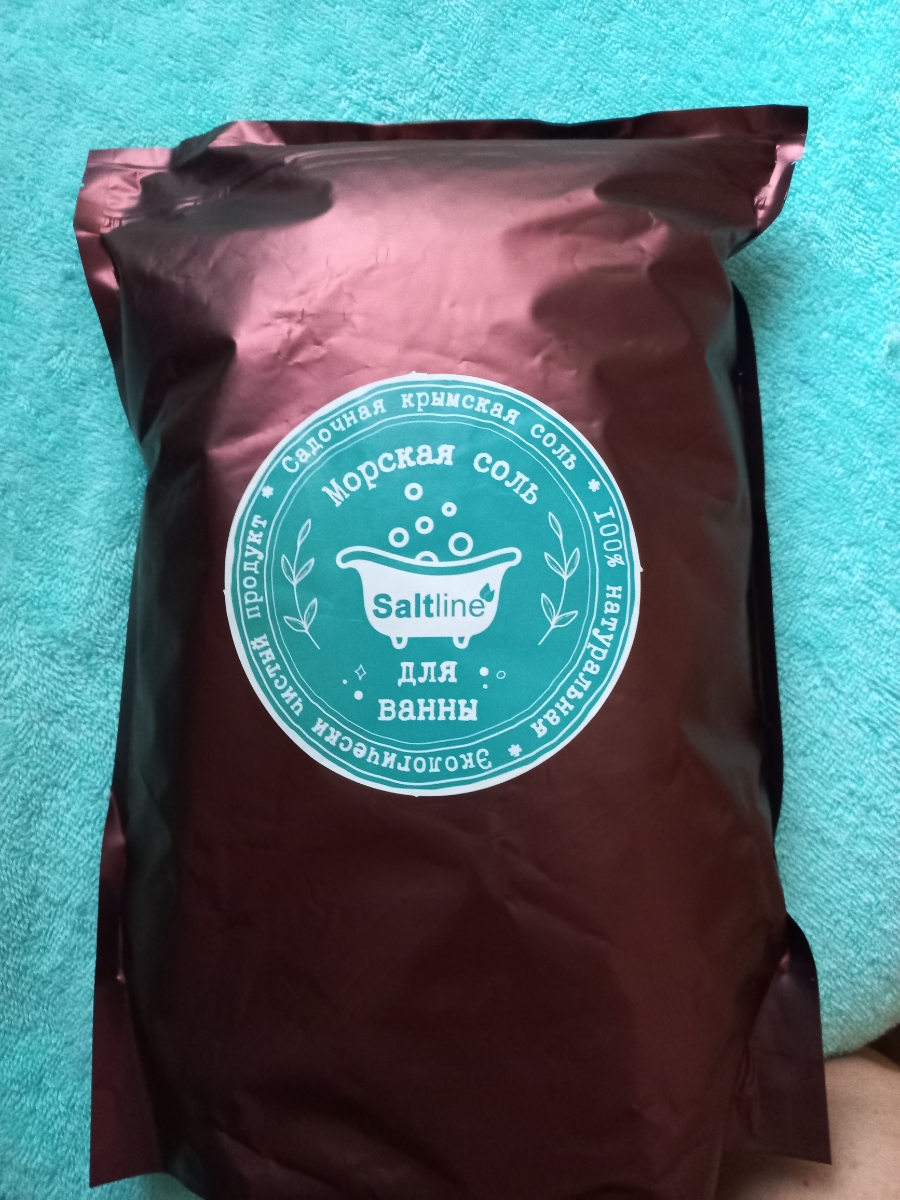 Садочная крымская соль * 100% натуральная * Экологически чистый продукт *
Морская соль
Saltline
для
ванны